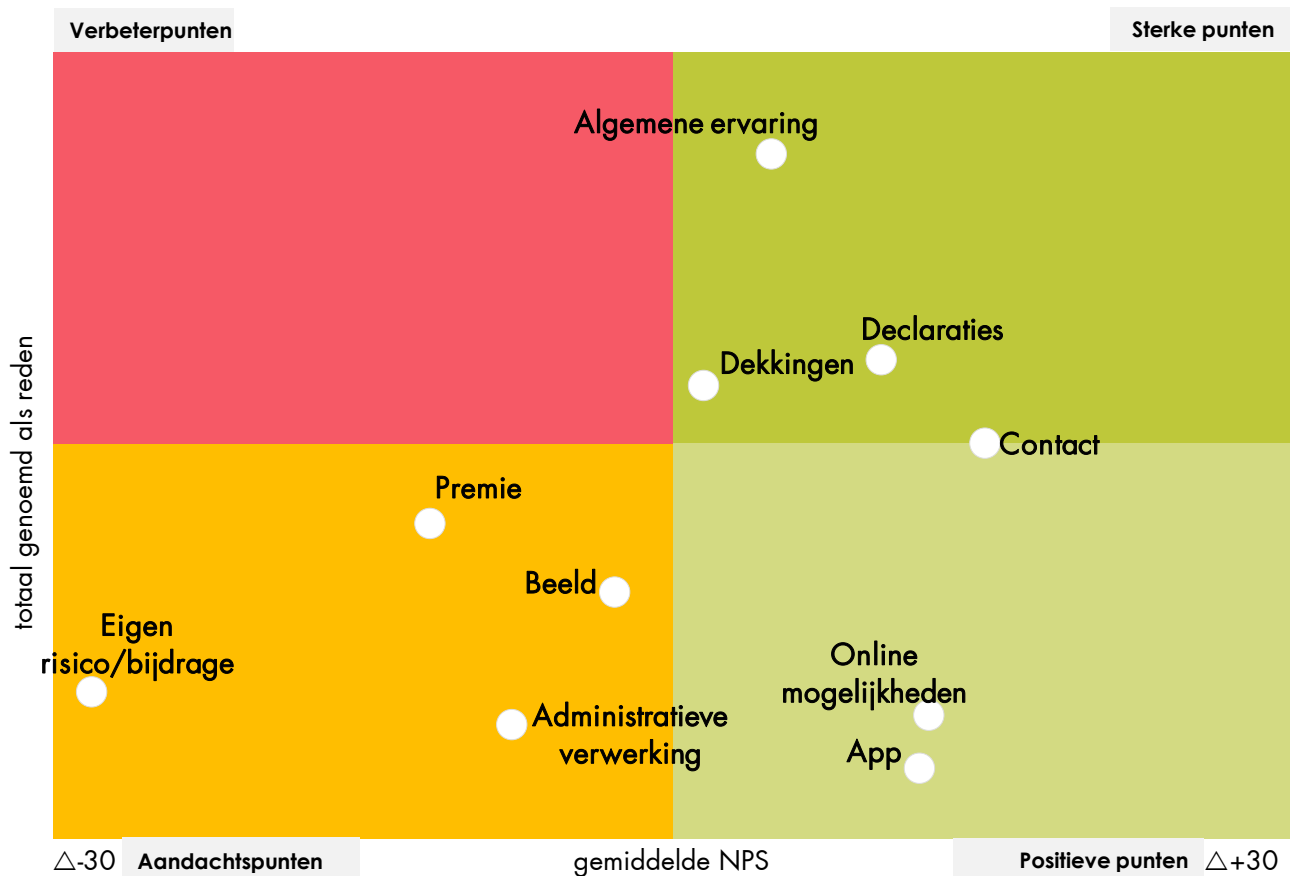 Verbeterpunten
Sterke punten
Algemene ervaring
Declaraties
Dekkingen
Contact
Premie
Beeld
Eigen
risico/bijdrage
Administratieve
verwerking
Online
mogelijkheden
App
totaal genoemd als reden
△-30
Aandachtspunten
gemiddelde NPS
Positieve punten
△+30